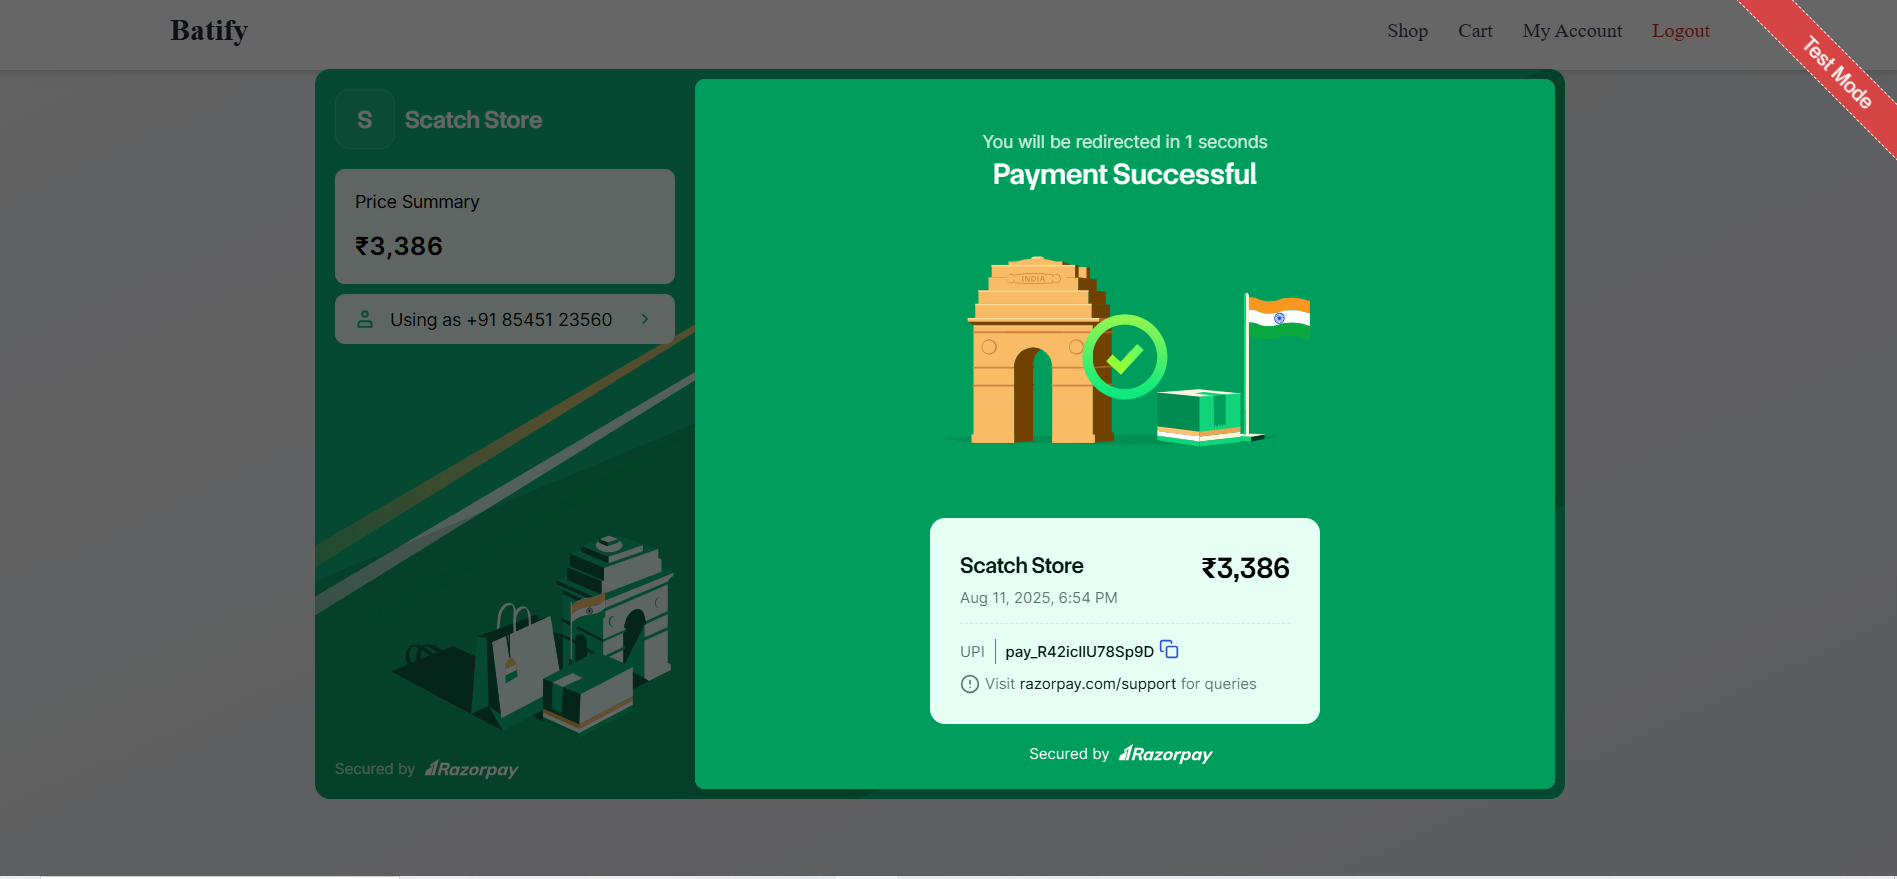 Batify
Shop
Cart
My Account
Logout
Test Mode
S
Scatch Store
Price Summary
₹3,386
Using as +91 85451 23560
Secured by Razorpay
You will be redirected in 1 seconds
Payment Successful
INDIA
Scatch Store
₹3,386
Aug 11, 2025, 6:54 PM
UPI
pay_R42icIIU78Sp9D
Visit razorpay.com/support for queries
Secured by Razorpay